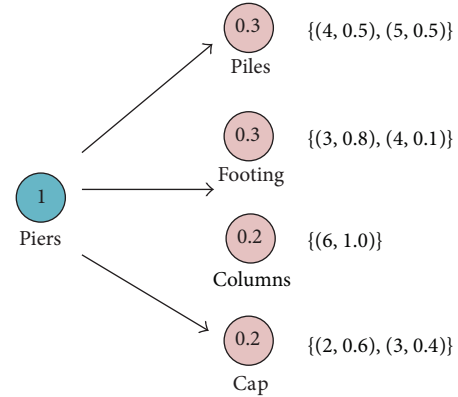 0.3 {(4, 0.5), (5, 0.5)}
Piles
0.3 {(3, 0.8), (4, 0.1)}
Footing
1
Piers
0.2 {(6, 1.0)}
Columns
0.2 {(2, 0.6), (3, 0.4)}
Cap